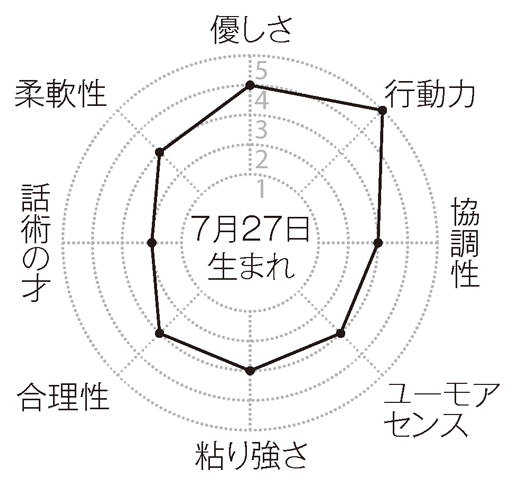 優しさ
行動力
柔軟性
5
4
3
2
1
話術の才
7月27日
生まれ
協調性
合理性
ユーモア
センス
粘り強さ